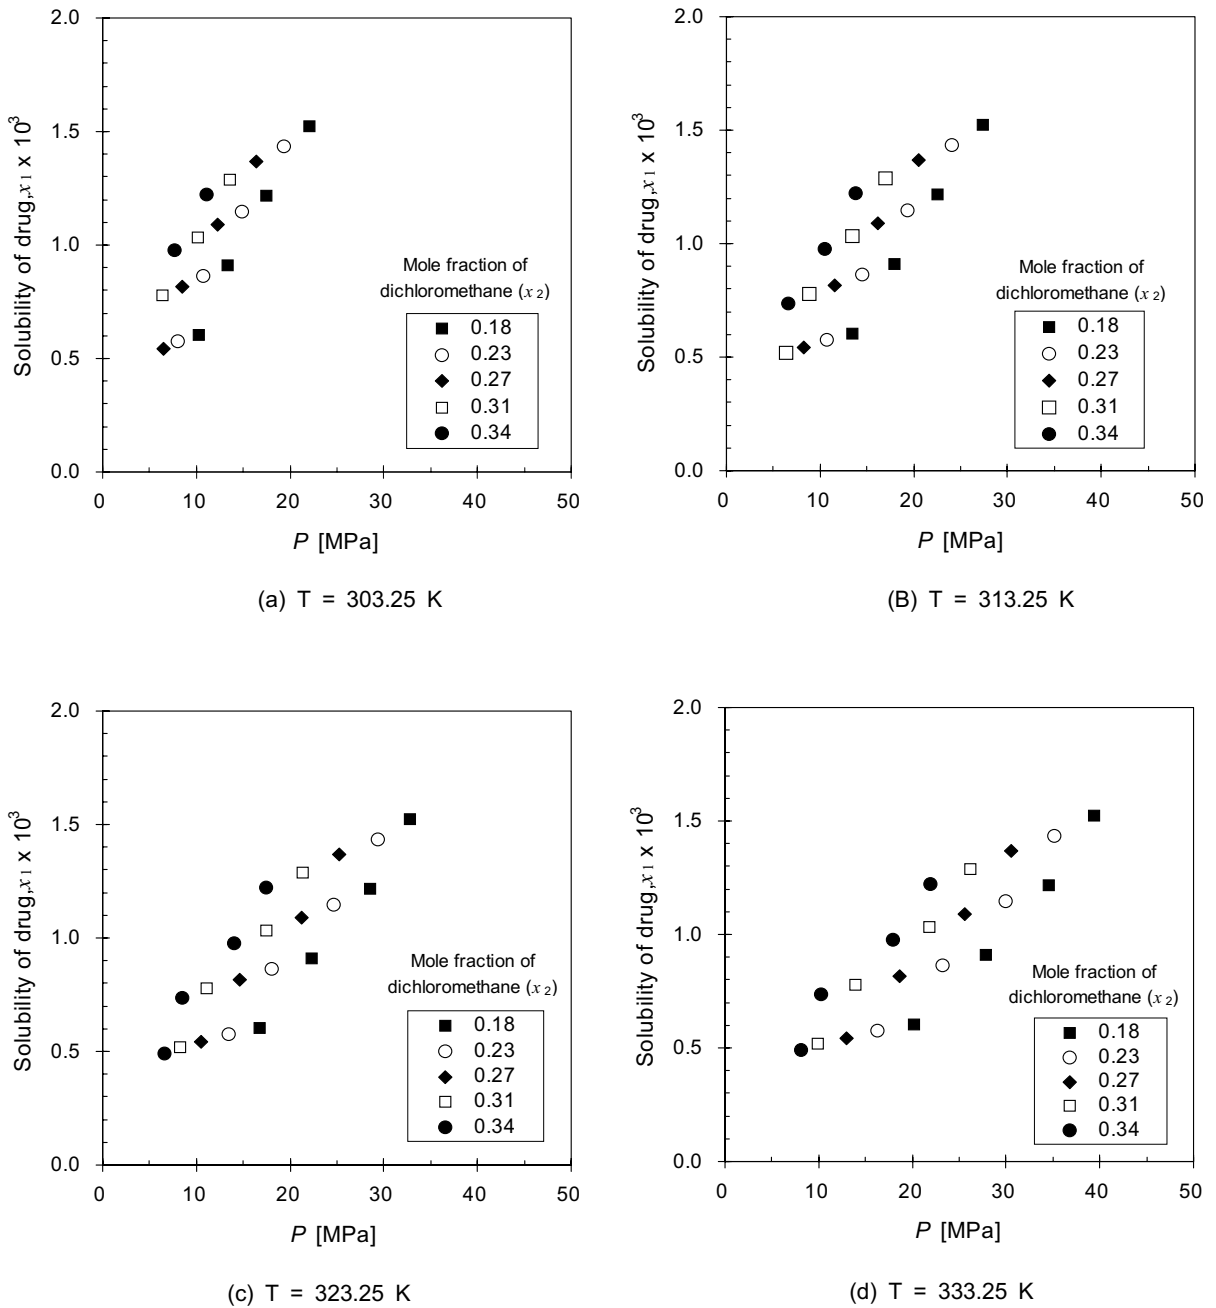 2.0
1.5
1.0
0.5
0.0
Solubility of drug,x1 x 10³
Mole fraction of
dichloromethane (x2)
0.18
0.23
0.27
0.31
0.34
0 10 20 30 40 50
P [MPa]
(a) T = 303.25 K
2.0
1.5
1.0
0.5
0.0
Solubility of drug,x1 x 10³
Mole fraction of
dichloromethane (x2)
0.18
0.23
0.27
0.31
0.34
0 10 20 30 40 50
P [MPa]
(B) T = 313.25 K
2.0
1.5
1.0
0.5
0.0
Solubility of drug,x1 x 10³
Mole fraction of
dichloromethane (x2)
0.18
0.23
0.27
0.31
0.34
0 10 20 30 40 50
P [MPa]
(c) T = 323.25 K
2.0
1.5
1.0
0.5
0.0
Solubility of drug,x1 x 10³
Mole fraction of
dichloromethane (x2)
0.18
0.23
0.27
0.31
0.34
0 10 20 30 40 50
P [MPa]
(d) T = 333.25 K